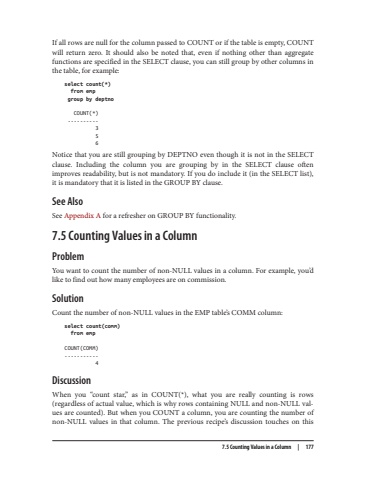 If all rows are null for the column passed to COUNT or if the table is empty, COUNT
will return zero. It should also be noted that, even if nothing other than aggregate
functions are specified in the SELECT clause, you can still group by other columns in
the table, for example:
select count(*)
from emp
group by deptno
COUNT(*)
----------
3
5
6
Notice that you are still grouping by DEPTNO even though it is not in the SELECT
clause. Including the column you are grouping by in the SELECT clause often
improves readability, but is not mandatory. If you do include it (in the SELECT list),
it is mandatory that it is listed in the GROUP BY clause.
See Also
See Appendix A for a refresher on GROUP BY functionality.
7.5 Counting Values in a Column
Problem
You want to count the number of non-NULL values in a column. For example, you'd
like to find out how many employees are on commission.
Solution
Count the number of non-NULL values in the EMP table's COMM column:
select count(comm)
from emp
COUNT(COMM)
-----------
4
Discussion
When you "count star," as in COUNT(*), what you are really counting is rows
(regardless of actual value, which is why rows containing NULL and non-NULL val-
ues are counted). But when you COUNT a column, you are counting the number of
non-NULL values in that column. The previous recipe's discussion touches on this
7.5 Counting Values in a Column | 177